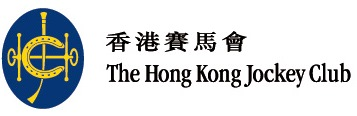 香港賽馬會
The Hong Kong Jockey Club